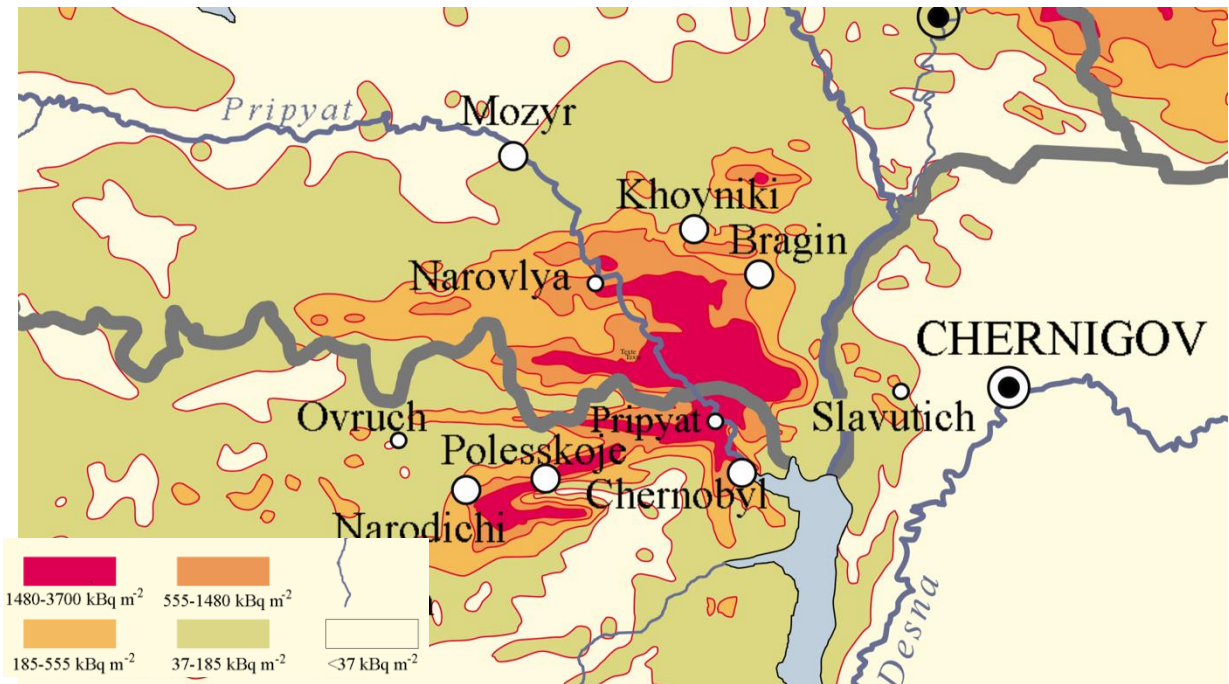 Pripyat
Mozyr
Khoyniki
Bragin
Narovlya
CHERNIGOV
Ovruch
Pripyat
Slavutich
Polesskoje
Chernobyl
Narodichi
Desna
1480-3700 kBq m⁻²
555-1480 kBq m⁻²
185-555 kBq m⁻²
37-185 kBq m⁻²
<37 kBq m⁻²